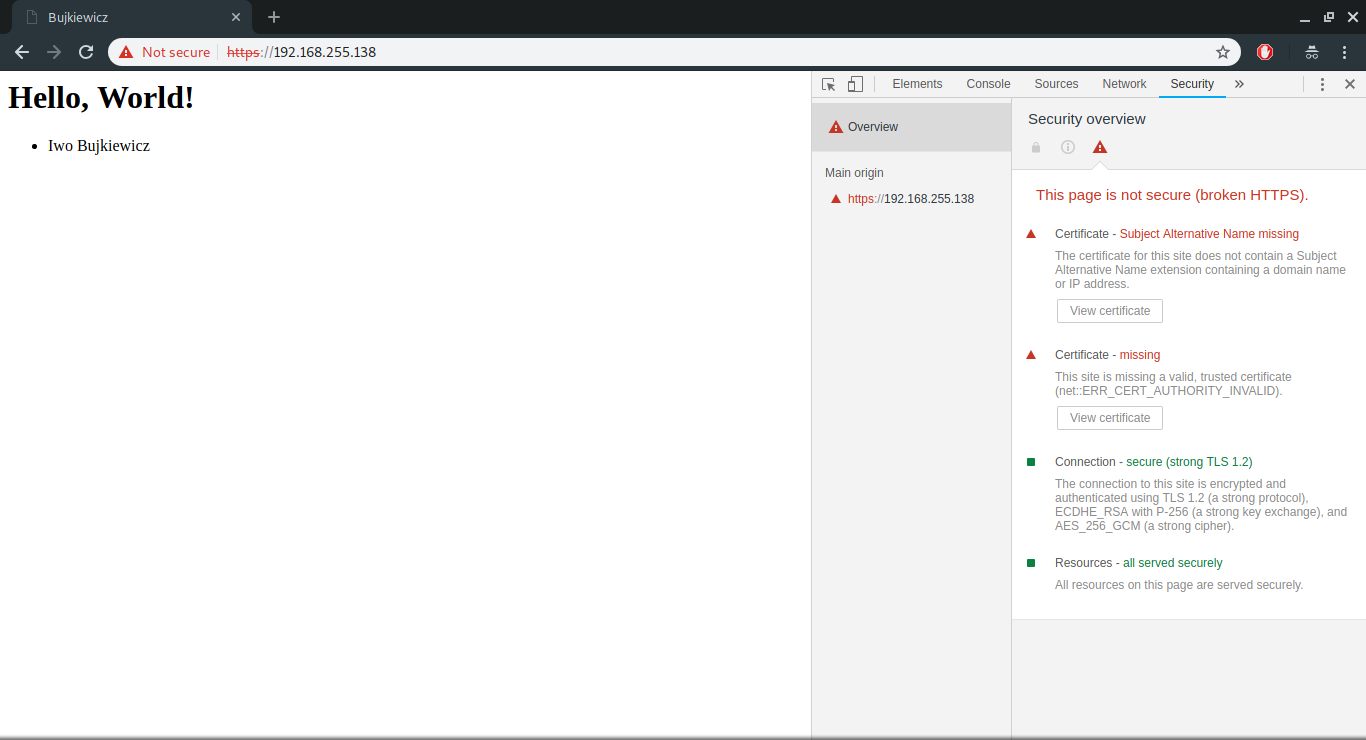 Bujkiewicz
Not secure https://192.168.255.138
Hello, World!
Iwo Bujkiewicz
Elements Console Sources Network Security
Overview
Main origin
https://192.168.255.138
Security overview
This page is not secure (broken HTTPS).
Certificate - Subject Alternative Name missing
The certificate for this site does not contain a Subject
Alternative Name extension containing a domain name
or IP address.
View certificate
Certificate - missing
This site is missing a valid, trusted certificate
(net::ERR_CERT_AUTHORITY_INVALID).
View certificate
Connection - secure (strong TLS 1.2)
The connection to this site is encrypted and
authenticated using TLS 1.2 (a strong protocol),
ECDHE_RSA with P-256 (a strong key exchange), and
AES_256_GCM (a strong cipher).
Resources - all served securely
All resources on this page are served securely.